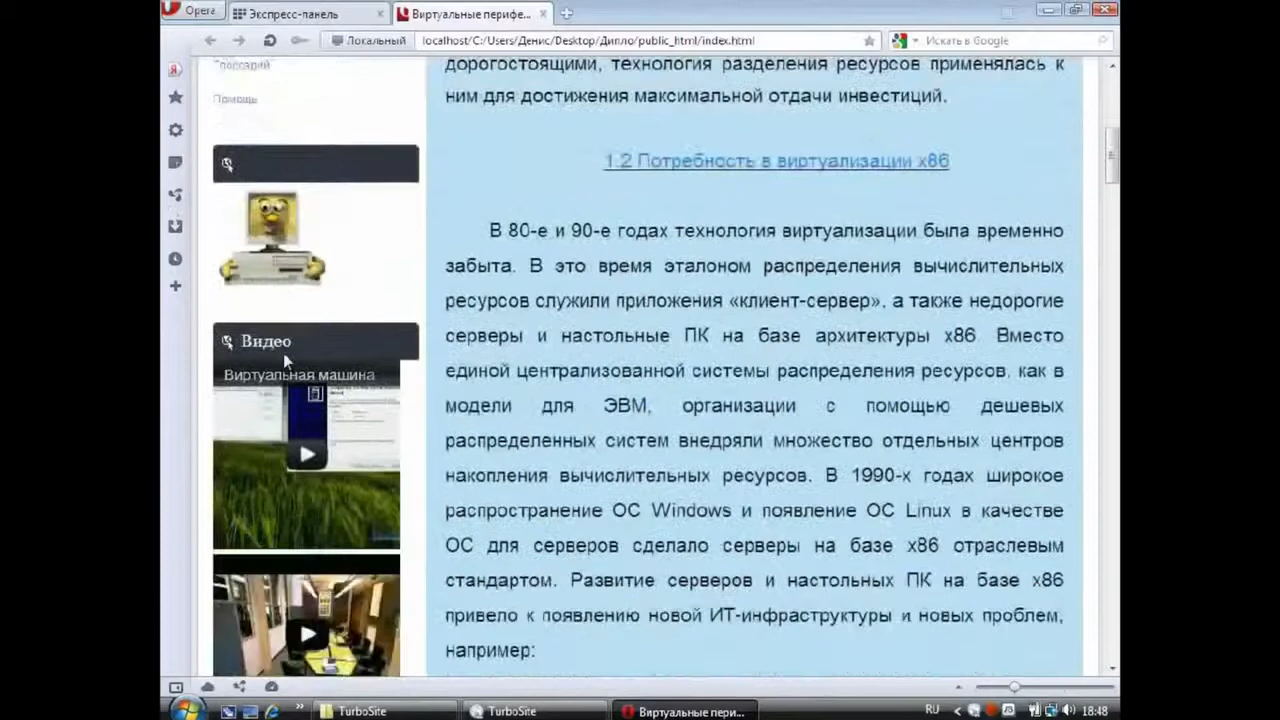 Opera
Экспресс-панель
Виртуальные перифе...
Локальный
localhost/C:/Users/Денис/Desktop/Дипло/public_html/index.html
Искать в Google
Глоссарий
Помощь
Видео
Виртуальная машина
дорогостоящими, технология разделения ресурсов применялась к
ним для достижения максимальной отдачи инвестиций.
1.2 Потребность в виртуализации x86
В 80-е и 90-е годах технология виртуализации была временно
забыта. В это время эталоном распределения вычислительных
ресурсов служили приложения «клиент-сервер», а также недорогие
серверы и настольные ПК на базе архитектуры x86. Вместо
единой централизованной системы распределения ресурсов, как в
модели для ЭВМ, организации с помощью дешевых
распределенных систем внедряли множество отдельных центров
накопления вычислительных ресурсов. В 1990-х годах широкое
распространение ОС Windows и появление ОС Linux в качестве
ОС для серверов сделало серверы на базе x86 отраслевым
стандартом. Развитие серверов и настольных ПК на базе x86
привело к появлению новой ИТ-инфраструктуры и новых проблем,
например:
TurboSite
TurboSite
Виртуальные пери...
RU
18:48